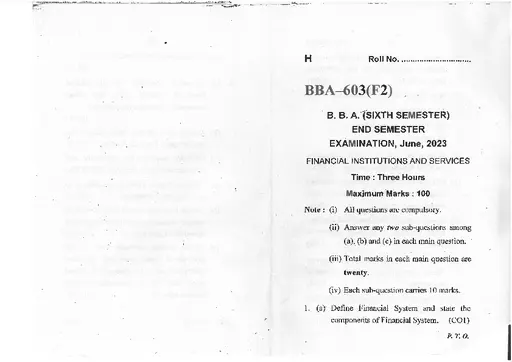 H Roll No. ..............................
BBA–603(F2)
B. B. A. (SIXTH SEMESTER)
END SEMESTER
EXAMINATION, June, 2023
FINANCIAL INSTITUTIONS AND SERVICES
Time : Three Hours
Maximum Marks : 100
Note : (i) All questions are compulsory.
(ii) Answer any two sub-questions among
(a), (b) and (c) in each main question.
(iii) Total marks in each main question are
twenty.
(iv) Each sub-question carries 10 marks.
1. (a) Define Financial System and state the
components of Financial System. (CO1)
P. T. O.